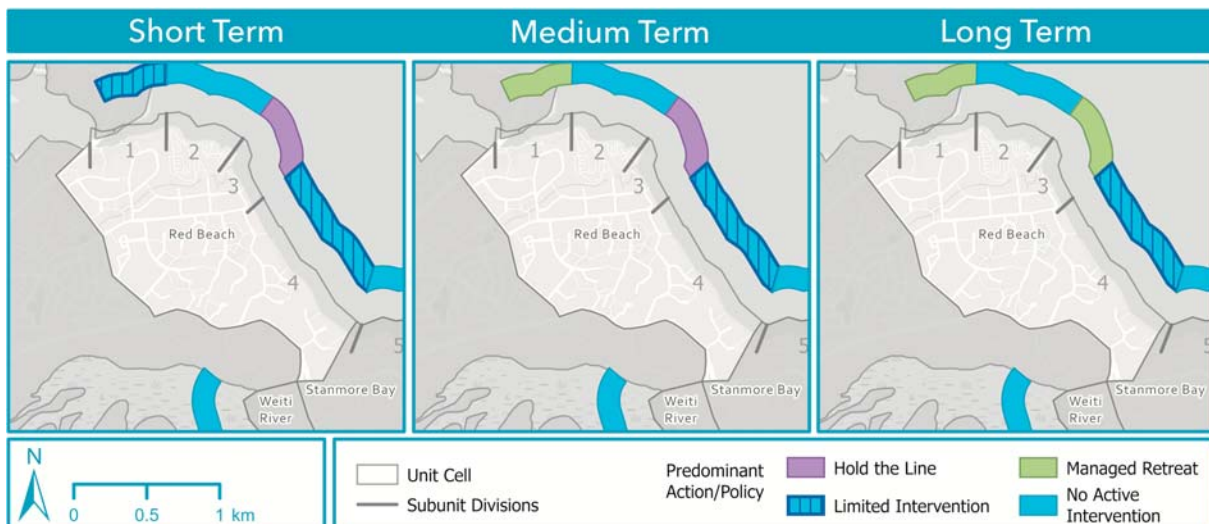 Short Term
Medium Term
Long Term
1
2
3
Red Beach
4
5
Stanmore Bay
Weiti
River
1
2
3
Red Beach
4
5
Stanmore Bay
Weiti
River
1
2
3
Red Beach
4
5
Stanmore Bay
Weiti
River
N
0 0.5 1 km
Unit Cell
Subunit Divisions
Predominant
Action/Policy
Hold the Line
Limited Intervention
Managed Retreat
No Active
Intervention